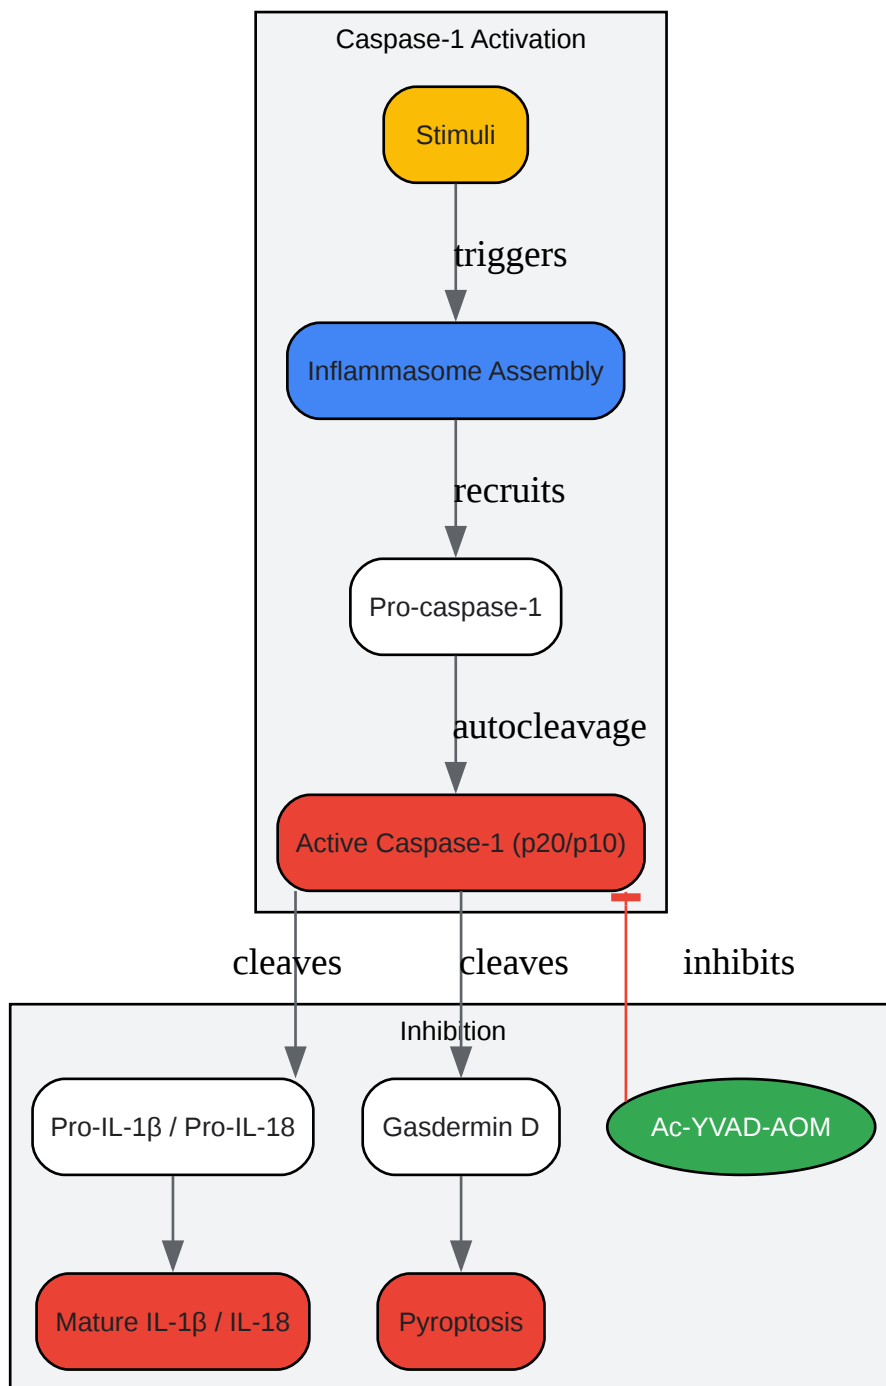 Caspase-1 Activation
Stimuli
triggers
Inflammasome Assembly
recruits
Pro-caspase-1
autocleavage
Active Caspase-1 (p20/p10)
cleaves
cleaves
inhibits
Inhibition
Pro-IL-1β / Pro-IL-18
Gasdermin D
Ac-YVAD-AOM
Mature IL-1β / IL-18
Pyroptosis